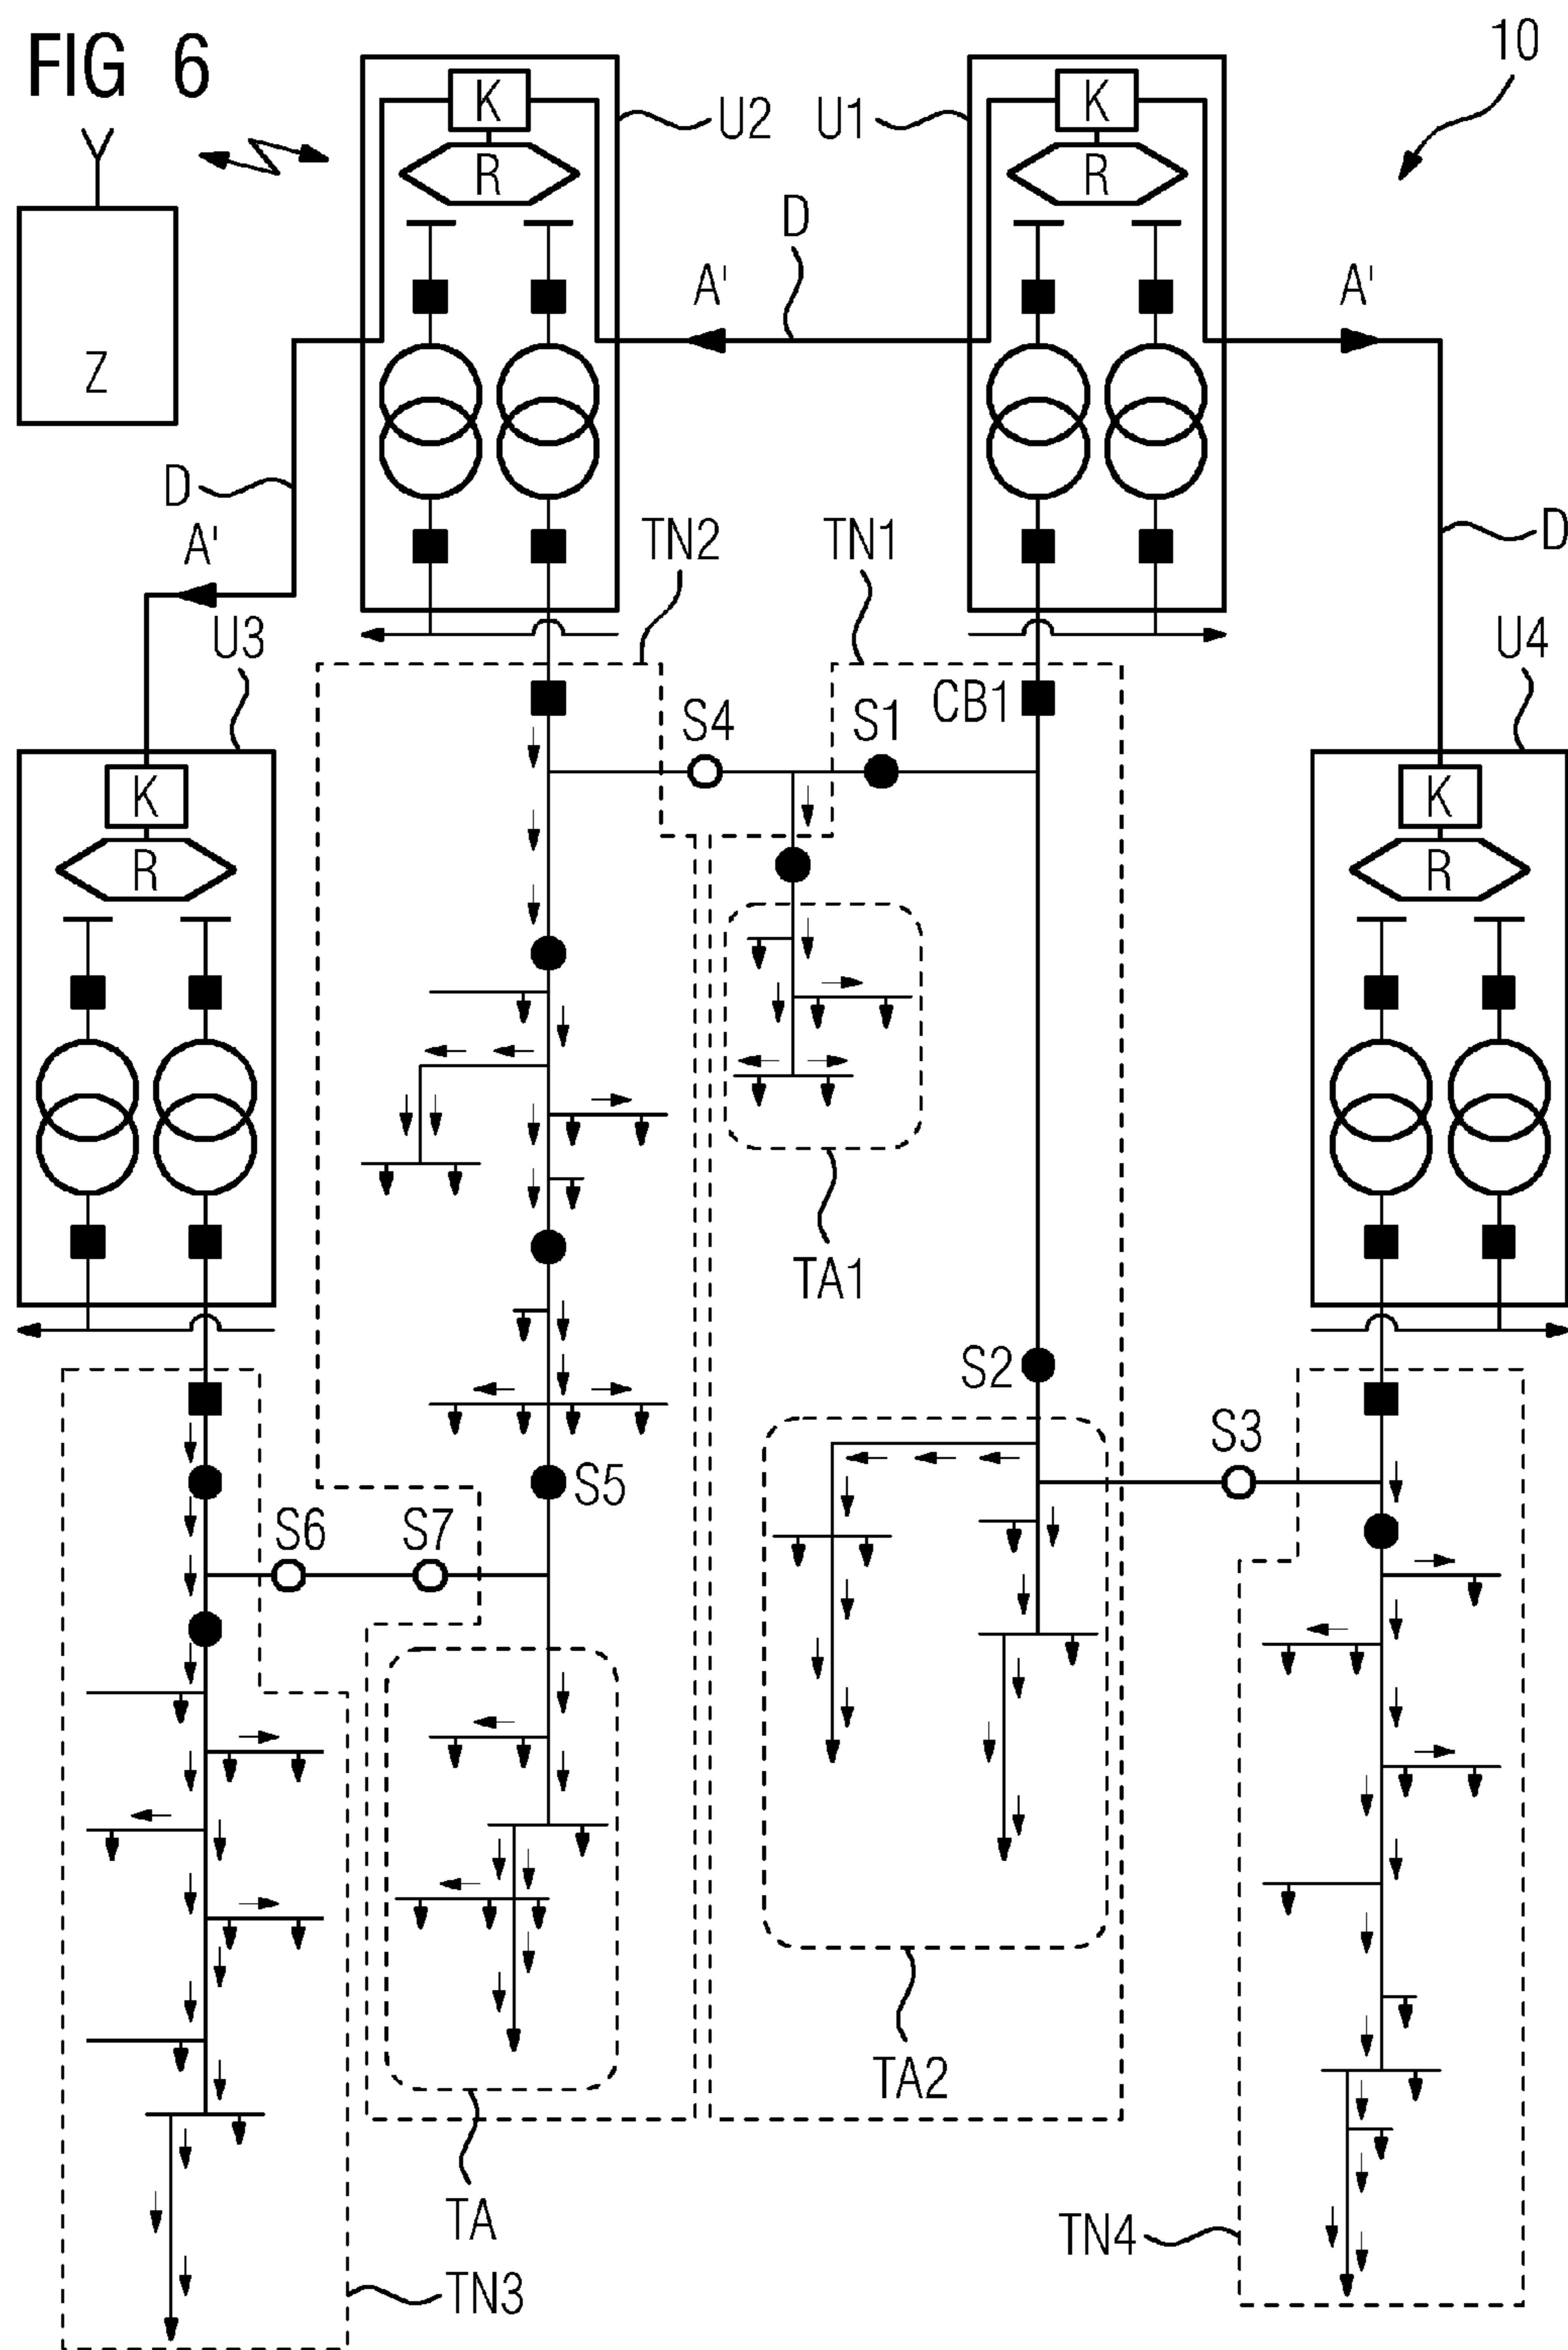 FIG 6
10
K
K
U2
U1
R
R
D
A'
A'
Z
D
D
A'
TN2
TN1
U3
U4
S4
S1
CB1
K
K
R
R
TA1
S2
S3
S5
S6
S7
TA2
TA
TN4
TN3